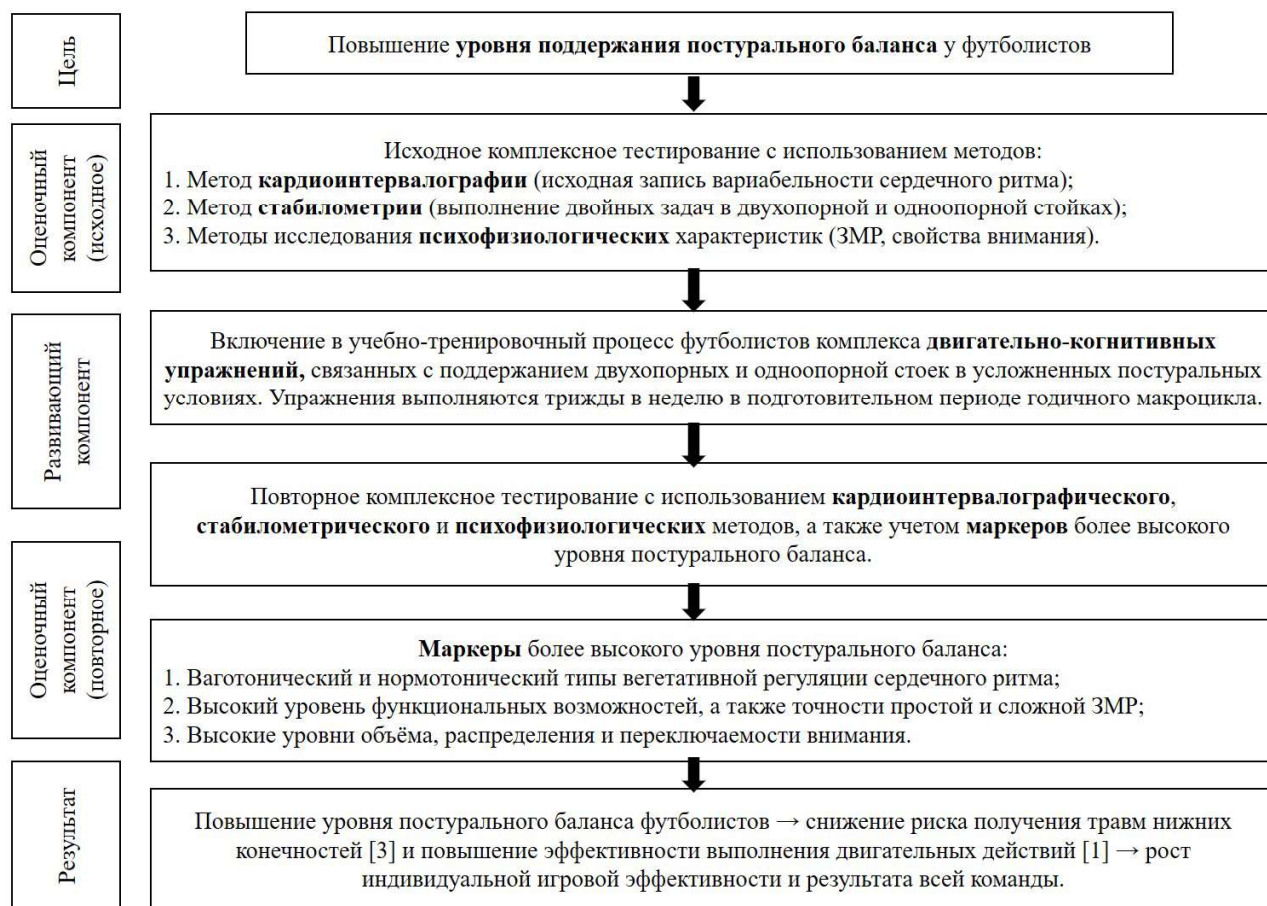 Цель
Повышение уровня поддержания постурального баланса у футболистов
Оценочный
компонент
(исходное)
Исходное комплексное тестирование с использованием методов:
1. Метод кардиоинтервалографии (исходная запись вариабельности сердечного ритма);
2. Метод стабилометрии (выполнение двойных задач в двухопорной и одноопорной стойках);
3. Методы исследования психофизиологических характеристик (ЗМР, свойства внимания).
Развивающий
компонент
Включение в учебно-тренировочный процесс футболистов комплекса двигательно-когнитивных
упражнений, связанных с поддержанием двухопорных и одноопорной стоек в усложненных постуральных
условиях. Упражнения выполняются трижды в неделю в подготовительном периоде годичного макроцикла.
Повторное комплексное тестирование с использованием кардиоинтервалографического,
стабилометрического и психофизиологических методов, а также учетом маркеров более высокого
уровня постурального баланса.
Оценочный
компонент
(повторное)
Маркеры более высокого уровня постурального баланса:
1. Ваготонический и нормотонический типы вегетативной регуляции сердечного ритма;
2. Высокий уровень функциональных возможностей, а также точности простой и сложной ЗМР;
3. Высокие уровни объёма, распределения и переключаемости внимания.
Результат
Повышение уровня постурального баланса футболистов → снижение риска получения травм нижних
конечностей [3] и повышение эффективности выполнения двигательных действий [1] → рост
индивидуальной игровой эффективности и результата всей команды.